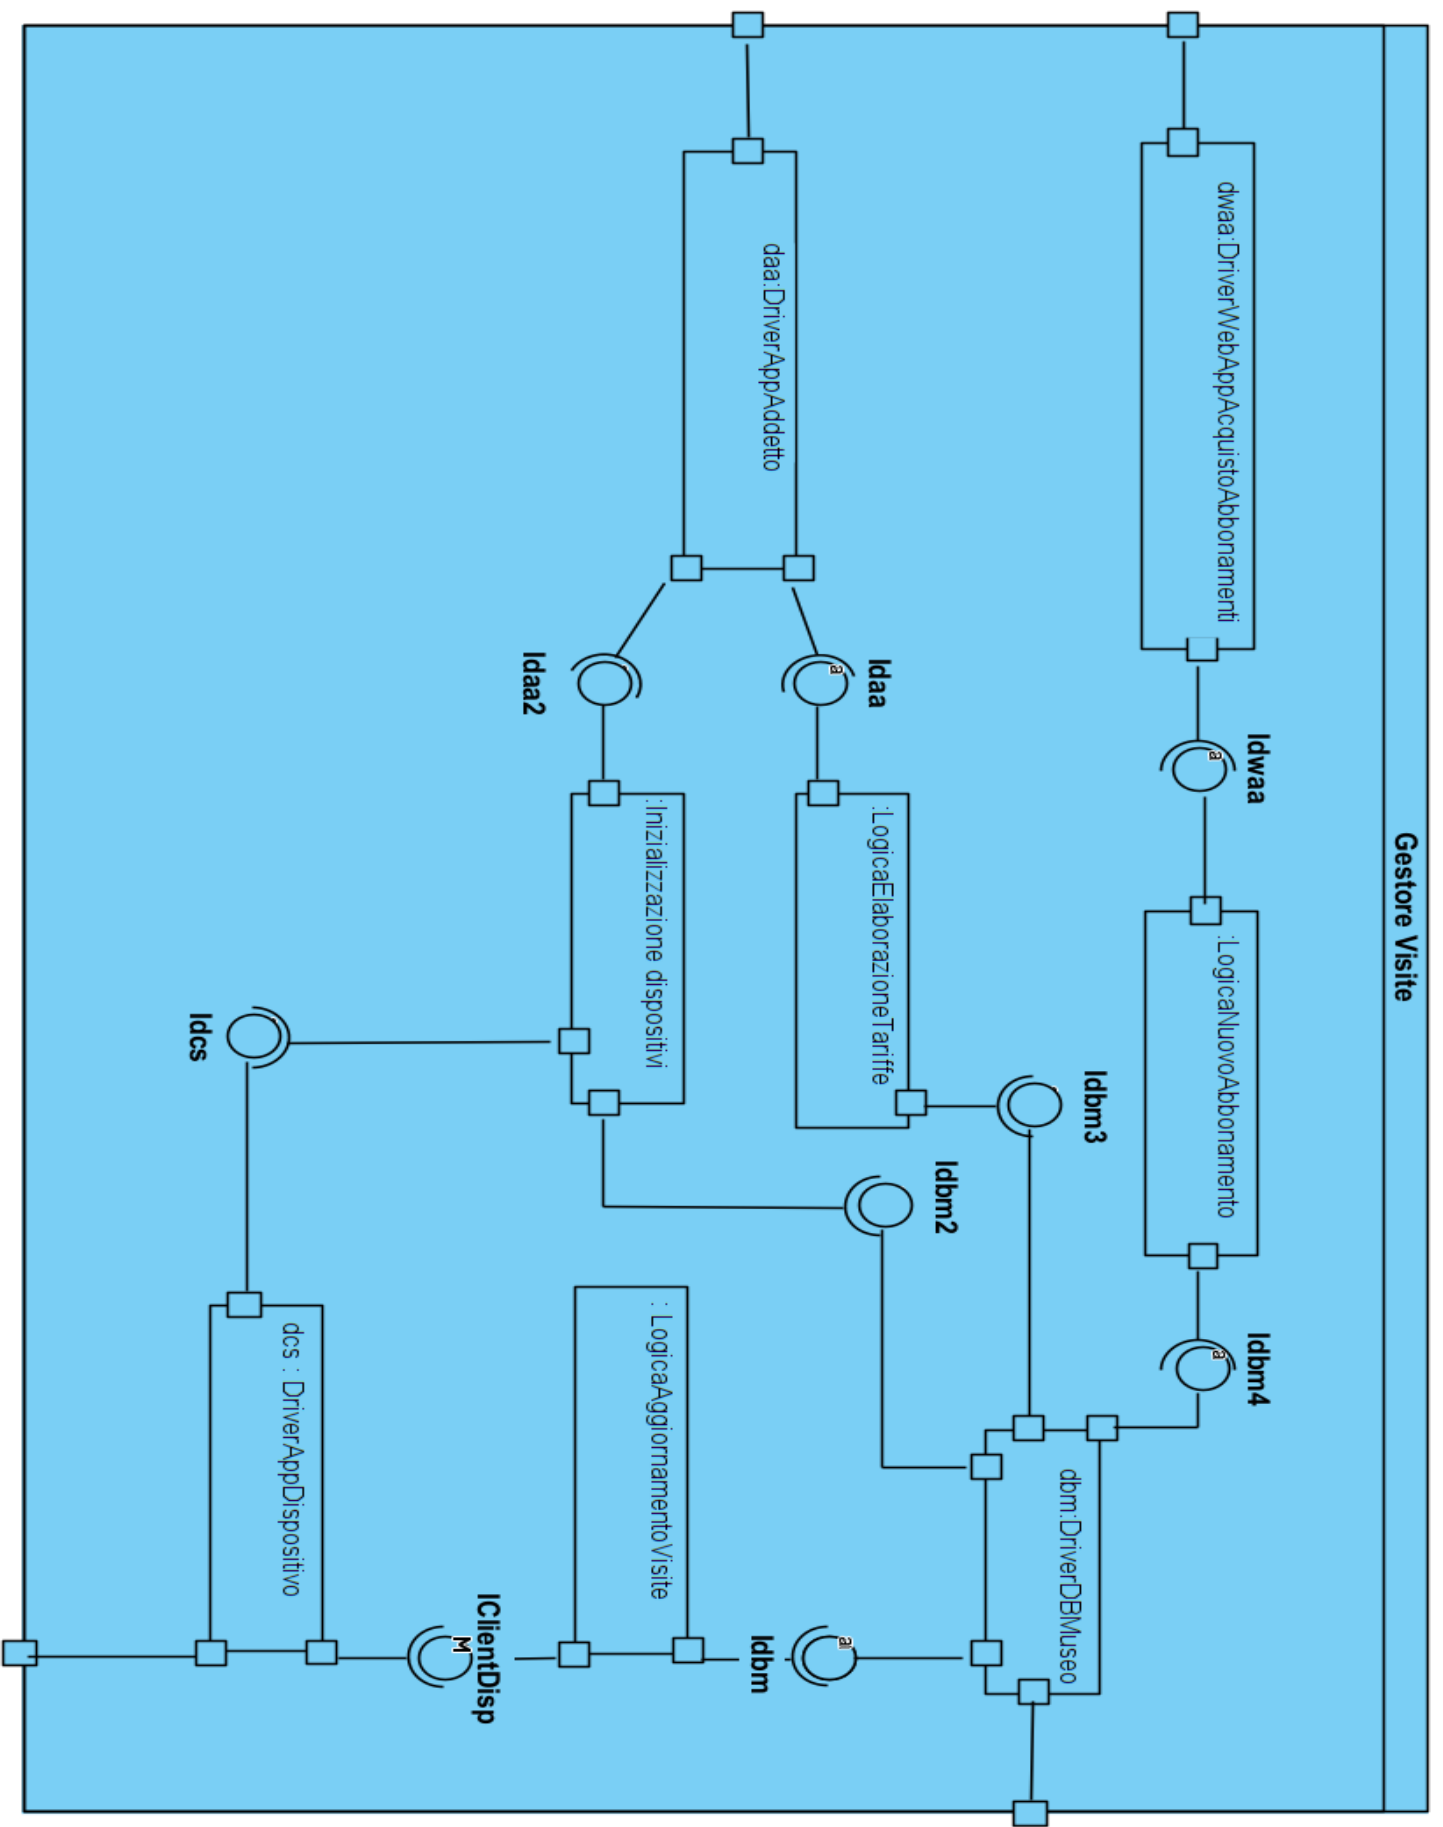 Gestore Visite
dwaa:DriverWebAppAcquistoAbbonamenti
Idwaa
a
:LogicaNuovoAbbonamento
Idbm4
a
Idbm3
dbm:DriverDBMuseo
Idbm2
daa:DriverAppAddetto
Idaa
a
:LogicaElaborazioneTariffe
Idaa2
:Inizializzazione dispositivi
: LogicaAggiornamentoVisite
Idbm
a
IClientDisp
M
Idcs
dcs : DriverAppDispositivo